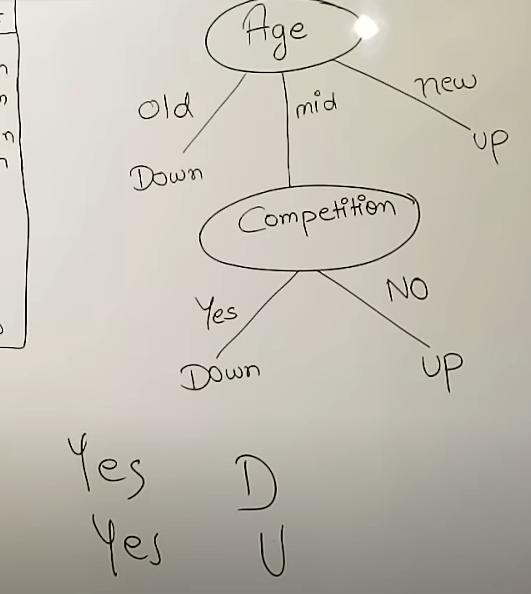 Age
old mid new
Down up
Competition
Yes NO
Down UP
Yes D
Yes U